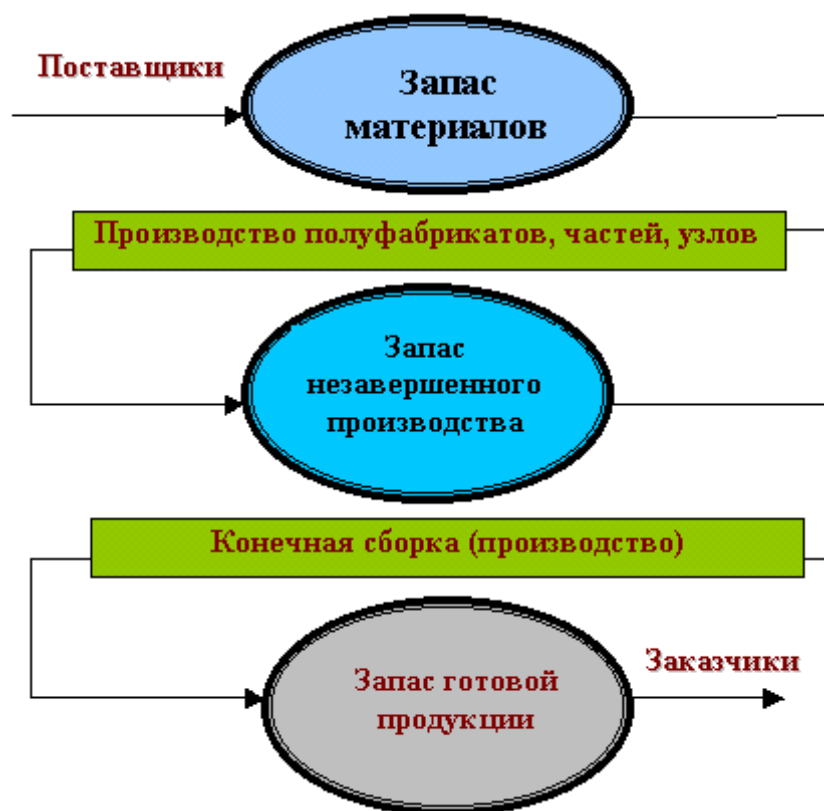 Поставщики
Запас
материалов
Производство полуфабрикатов, частей, узлов
Запас
незавершенного
производства
Конечная сборка (производство)
Заказчики
Запас готовой
продукции